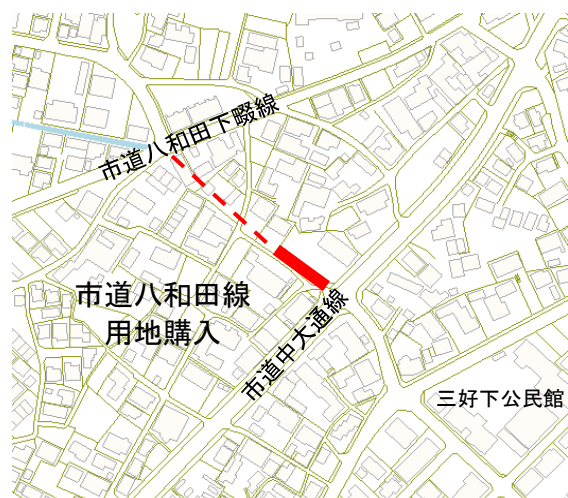 市道八和田下畷線
市道八和田線
用地購入
市道中大通線
三好下公民館